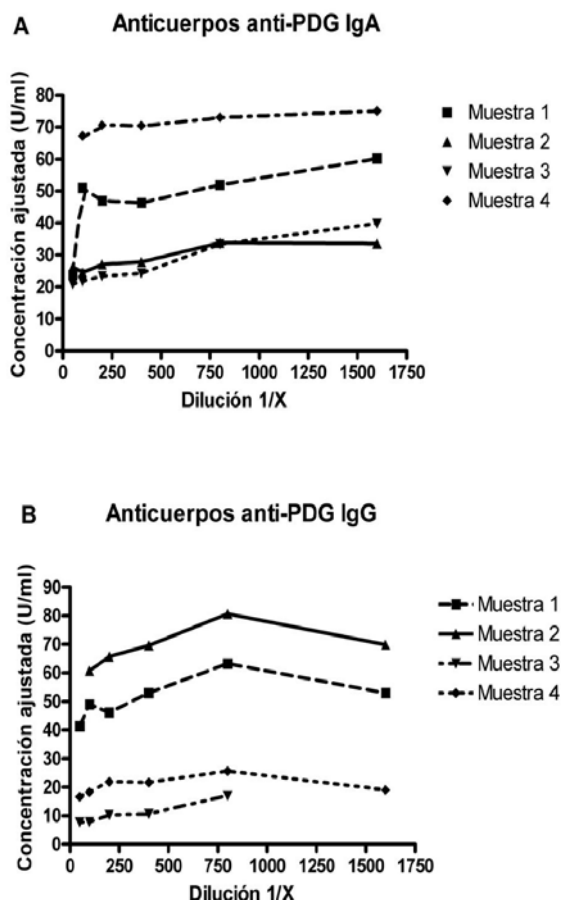 A
Anticuerpos anti-PDG IgA
Concentración ajustada (U/ml)
80
70
60
50
40
30
20
10
0
0 250 500 750 1000 1250 1500 1750
Dilución 1/X
Muestra 1
Muestra 2
Muestra 3
Muestra 4
B
Anticuerpos anti-PDG IgG
Concentración ajustada (U/ml)
90
80
70
60
50
40
30
20
10
0
0 250 500 750 1000 1250 1500 1750
Dilución 1/X
Muestra 1
Muestra 2
Muestra 3
Muestra 4